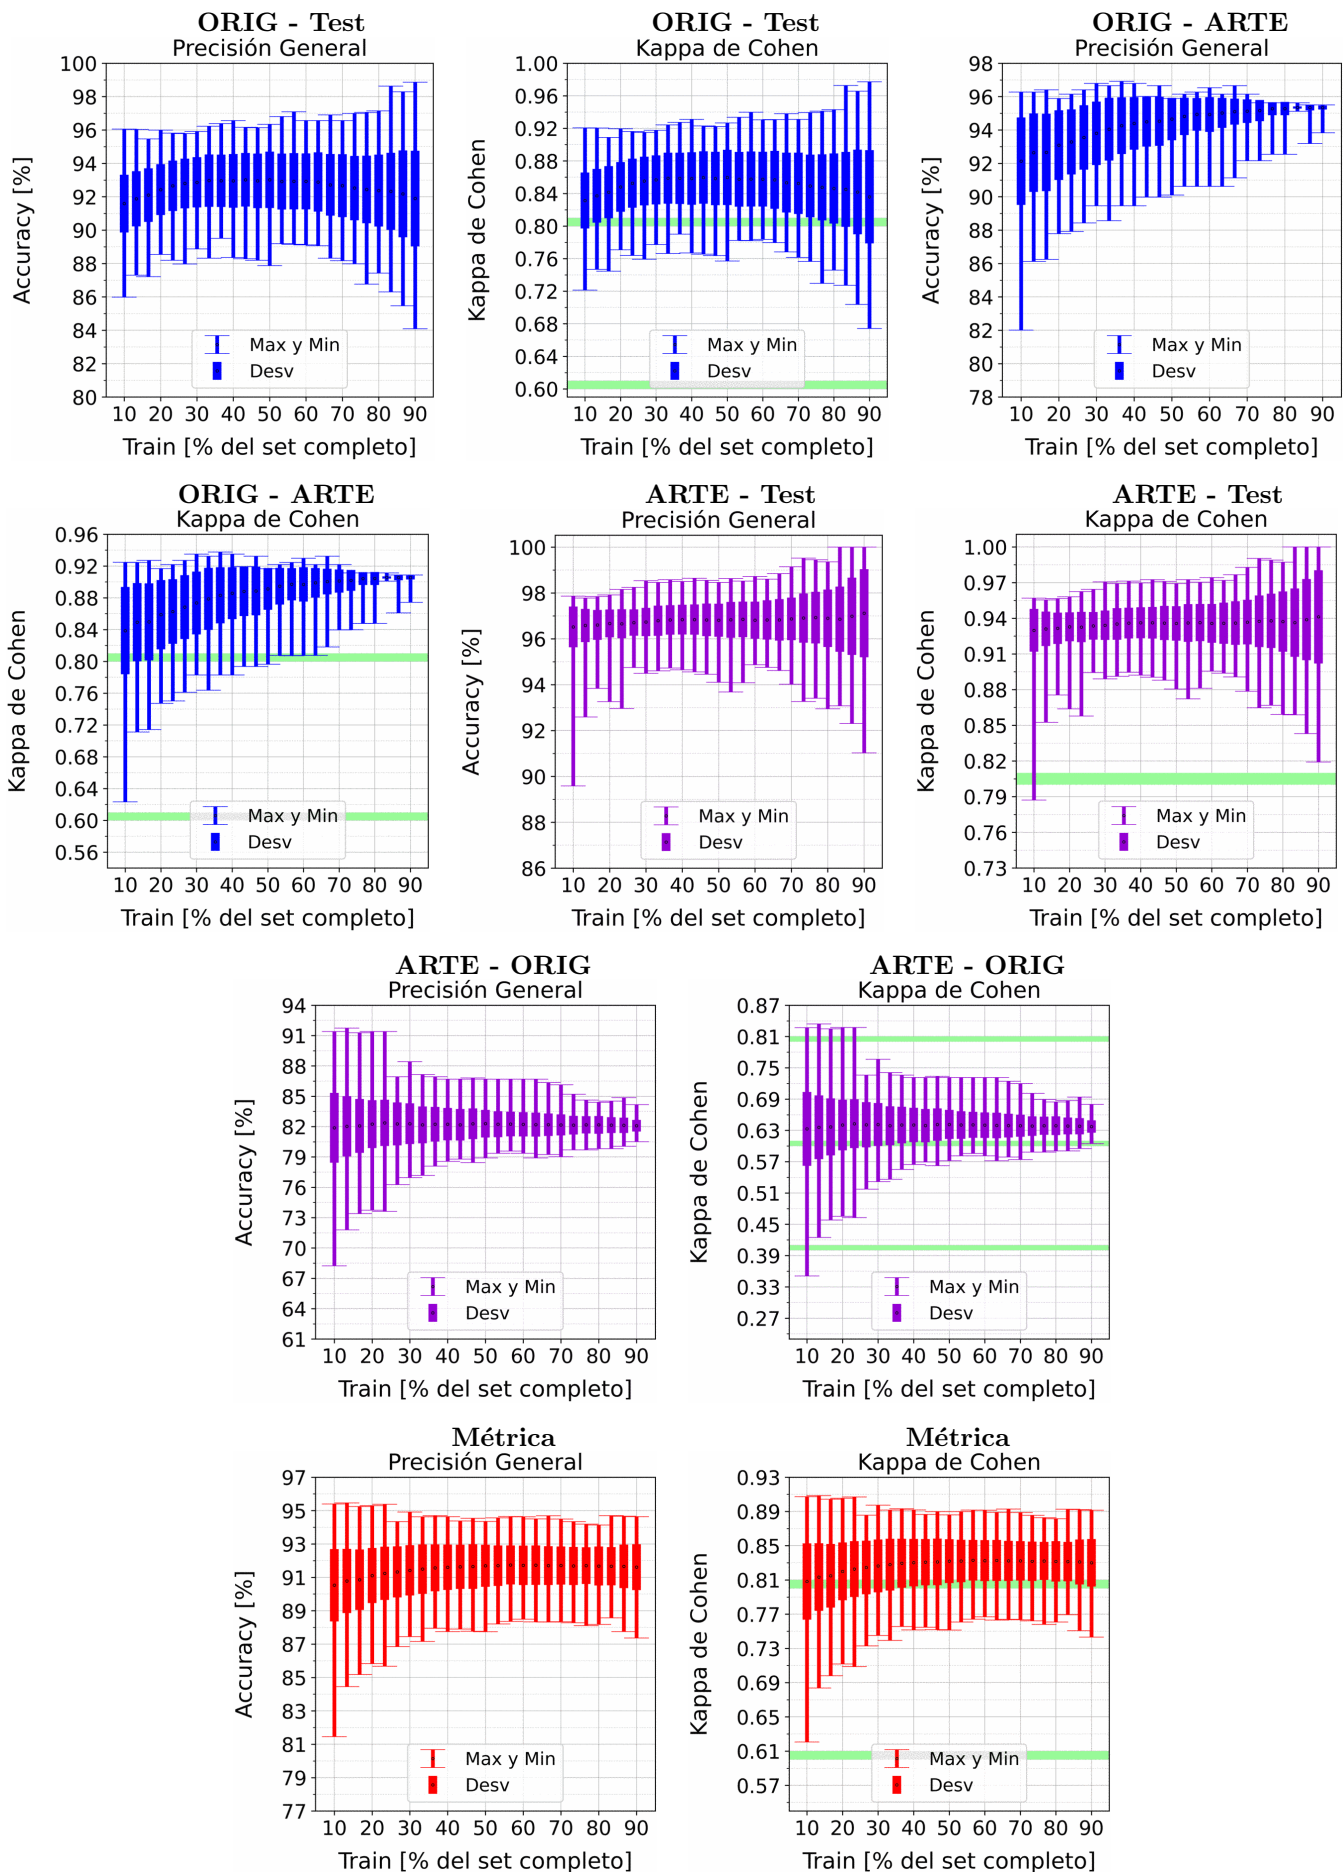 ORIG - Test
Precisión General
100
98
96
94
92
90
88
86
84
82
80
Accuracy [%]
Max y Min
Desv
10 20 30 40 50 60 70 80 90
Train [% del set completo]
ORIG - Test
Kappa de Cohen
1.00
0.96
0.92
0.88
0.84
0.80
0.76
0.72
0.68
0.64
0.60
Kappa de Cohen
Max y Min
Desv
10 20 30 40 50 60 70 80 90
Train [% del set completo]
ORIG - ARTE
Precisión General
98
96
95
93
91
90
88
86
85
83
81
80
78
Accuracy [%]
Max y Min
Desv
10 20 30 40 50 60 70 80 90
Train [% del set completo]
ORIG - ARTE
Kappa de Cohen
0.96
0.92
0.88
0.84
0.80
0.76
0.72
0.68
0.64
0.60
0.56
Kappa de Cohen
Max y Min
Desv
10 20 30 40 50 60 70 80 90
Train [% del set completo]
ARTE - Test
Precisión General
100
98
97
96
94
92
90
88
86
Accuracy [%]
Max y Min
Desv
10 20 30 40 50 60 70 80 90
Train [% del set completo]
ARTE - Test
Kappa de Cohen
1.00
0.97
0.94
0.91
0.88
0.85
0.82
0.79
0.76
0.73
Kappa de Cohen
Max y Min
Desv
10 20 30 40 50 60 70 80 90
Train [% del set completo]
ARTE - ORIG
Precisión General
94
91
88
85
82
79
76
73
70
67
64
61
Accuracy [%]
Max y Min
Desv
10 20 30 40 50 60 70 80 90
Train [% del set completo]
ARTE - ORIG
Kappa de Cohen
0.87
0.81
0.75
0.69
0.63
0.57
0.51
0.45
0.39
0.33
0.27
Kappa de Cohen
Max y Min
Desv
10 20 30 40 50 60 70 80 90
Train [% del set completo]
Métrica
Precisión General
97
95
93
91
89
87
85
83
81
79
77
Accuracy [%]
Max y Min
Desv
10 20 30 40 50 60 70 80 90
Train [% del set completo]
Métrica
Kappa de Cohen
0.93
0.89
0.85
0.81
0.77
0.73
0.69
0.65
0.61
0.57
Kappa de Cohen
Max y Min
Desv
10 20 30 40 50 60 70 80 90
Train [% del set completo]